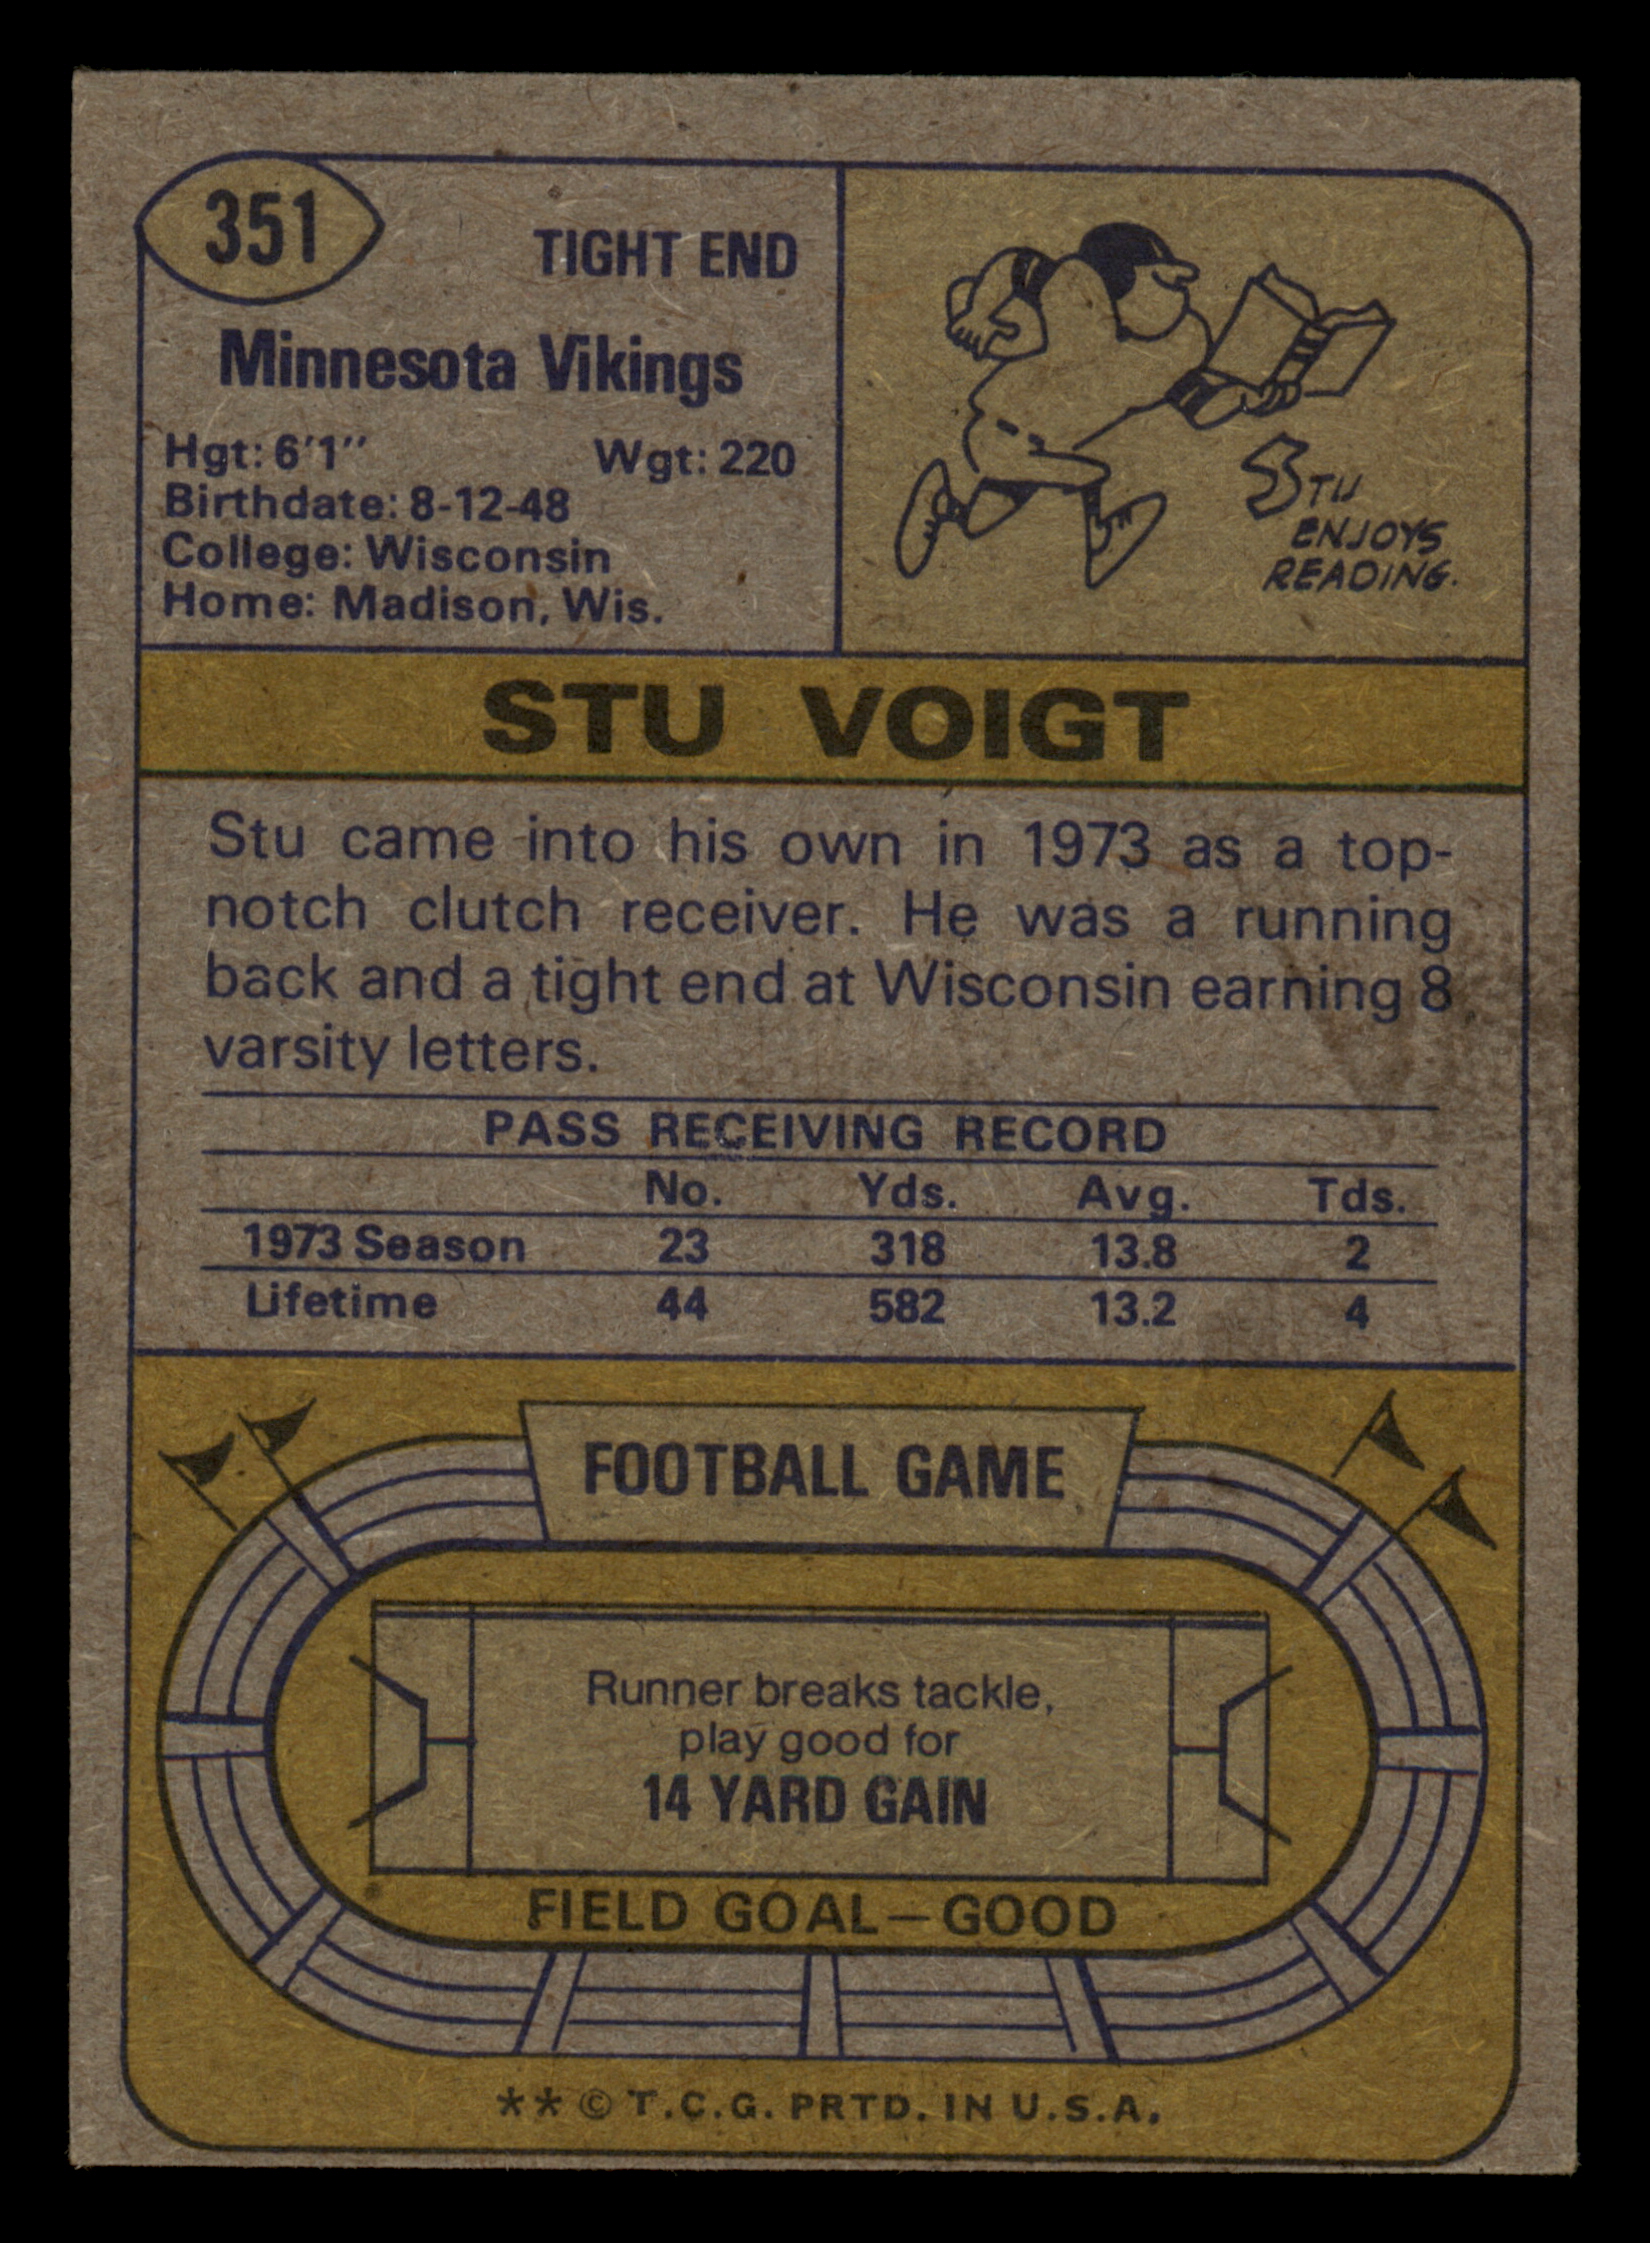 351
TIGHT END
Minnesota Vikings
Hgt: 6'1" Wgt: 220
Birthdate: 8-12-48
College: Wisconsin
Home: Madison, Wis.
STU
ENJOYS
READING.
STU VOIGT
Stu came into his own in 1973 as a top-
notch clutch receiver. He was a running
back and a tight end at Wisconsin earning 8
varsity letters.
PASS RECEIVING RECORD
No. Yds. Avg. Tds.
1973 Season 23 318 13.8 2
Lifetime 44 582 13.2 4
FOOTBALL GAME
Runner breaks tackle,
play good for
14 YARD GAIN
FIELD GOAL—GOOD
**© T.C.G. PRTD. IN U.S.A.